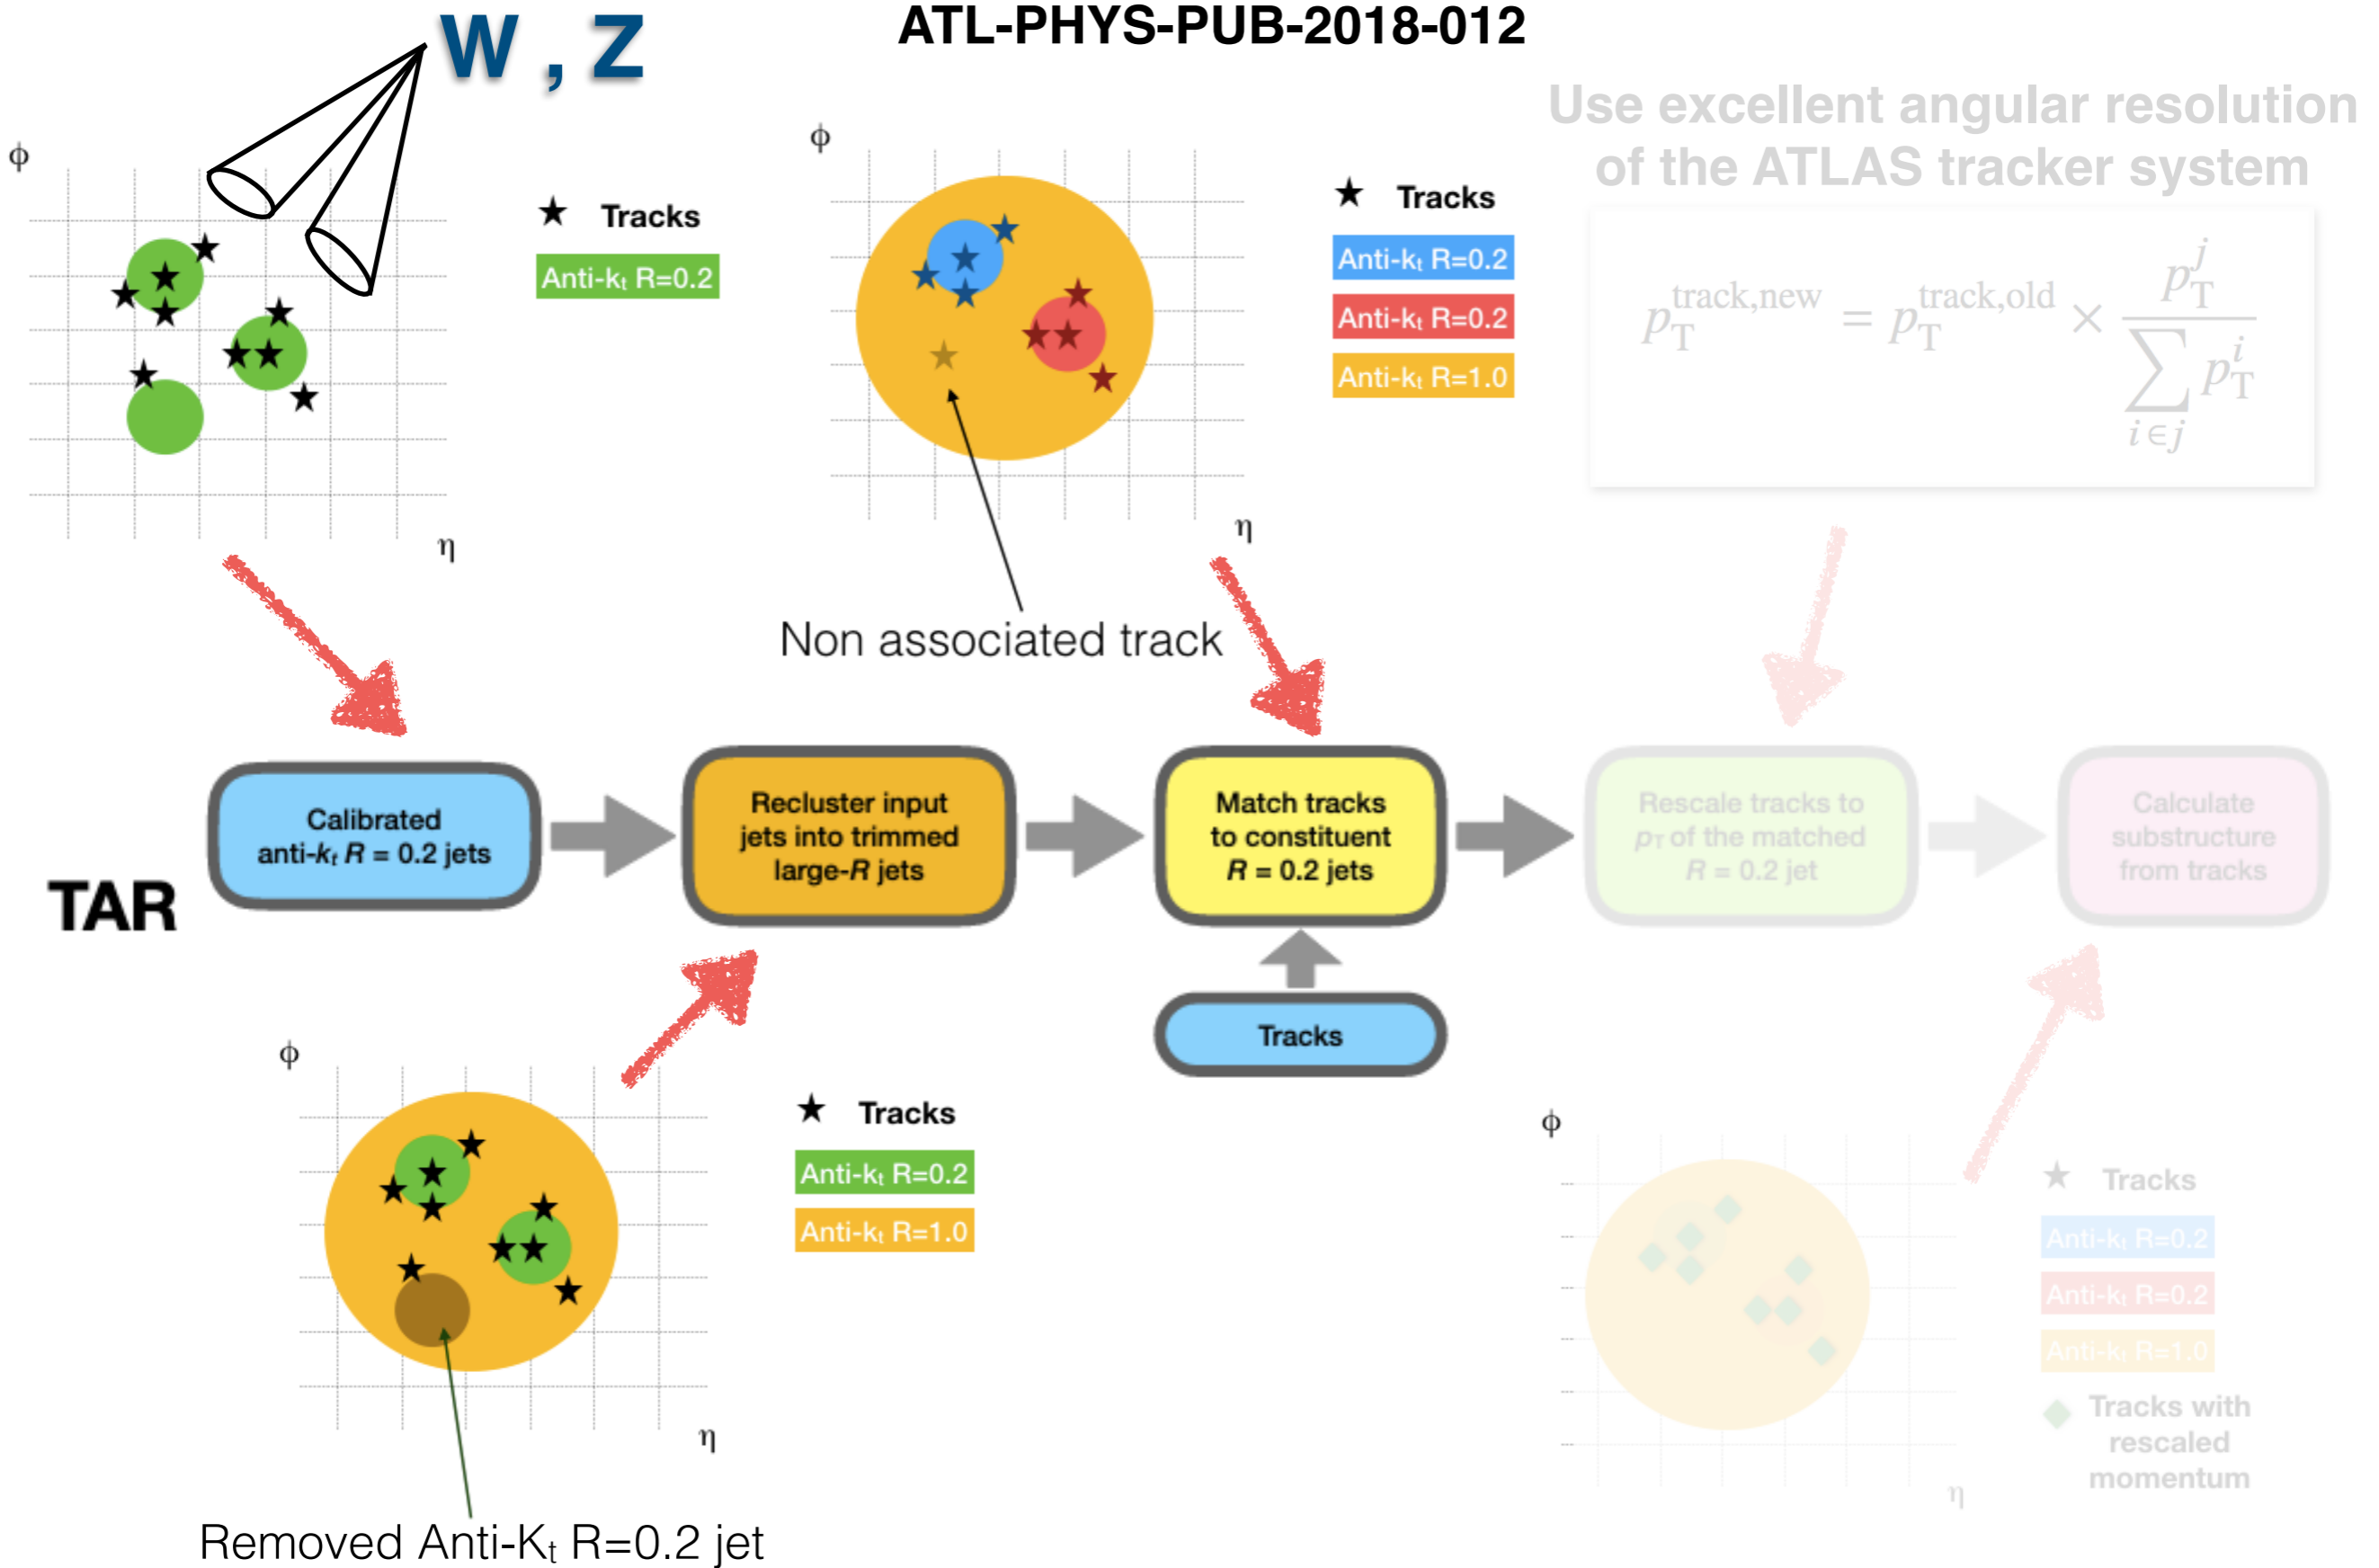 W , Z
ATL-PHYS-PUB-2018-012
Use excellent angular resolution
of the ATLAS tracker system
ϕ
★ Tracks
Anti-kt R=0.2
η
ϕ
★ Tracks
Anti-kt R=0.2
Anti-kt R=0.2
Anti-kt R=1.0
η
Non associated track
p_T^{track,new} = p_T^{track,old} × p_T^j / ∑_{i∈j} p_T^i
TAR
Calibrated
anti-kt R = 0.2 jets
Recluster input
jets into trimmed
large-R jets
Match tracks
to constituent
R = 0.2 jets
Rescale tracks to
pT of the matched
R = 0.2 jet
Calculate
substructure
from tracks
Tracks
ϕ
★ Tracks
Anti-kt R=0.2
Anti-kt R=1.0
η
Removed Anti-Kt R=0.2 jet
ϕ
★ Tracks
Anti-kt R=0.2
Anti-kt R=0.2
Anti-kt R=1.0
Tracks with
rescaled
momentum
η